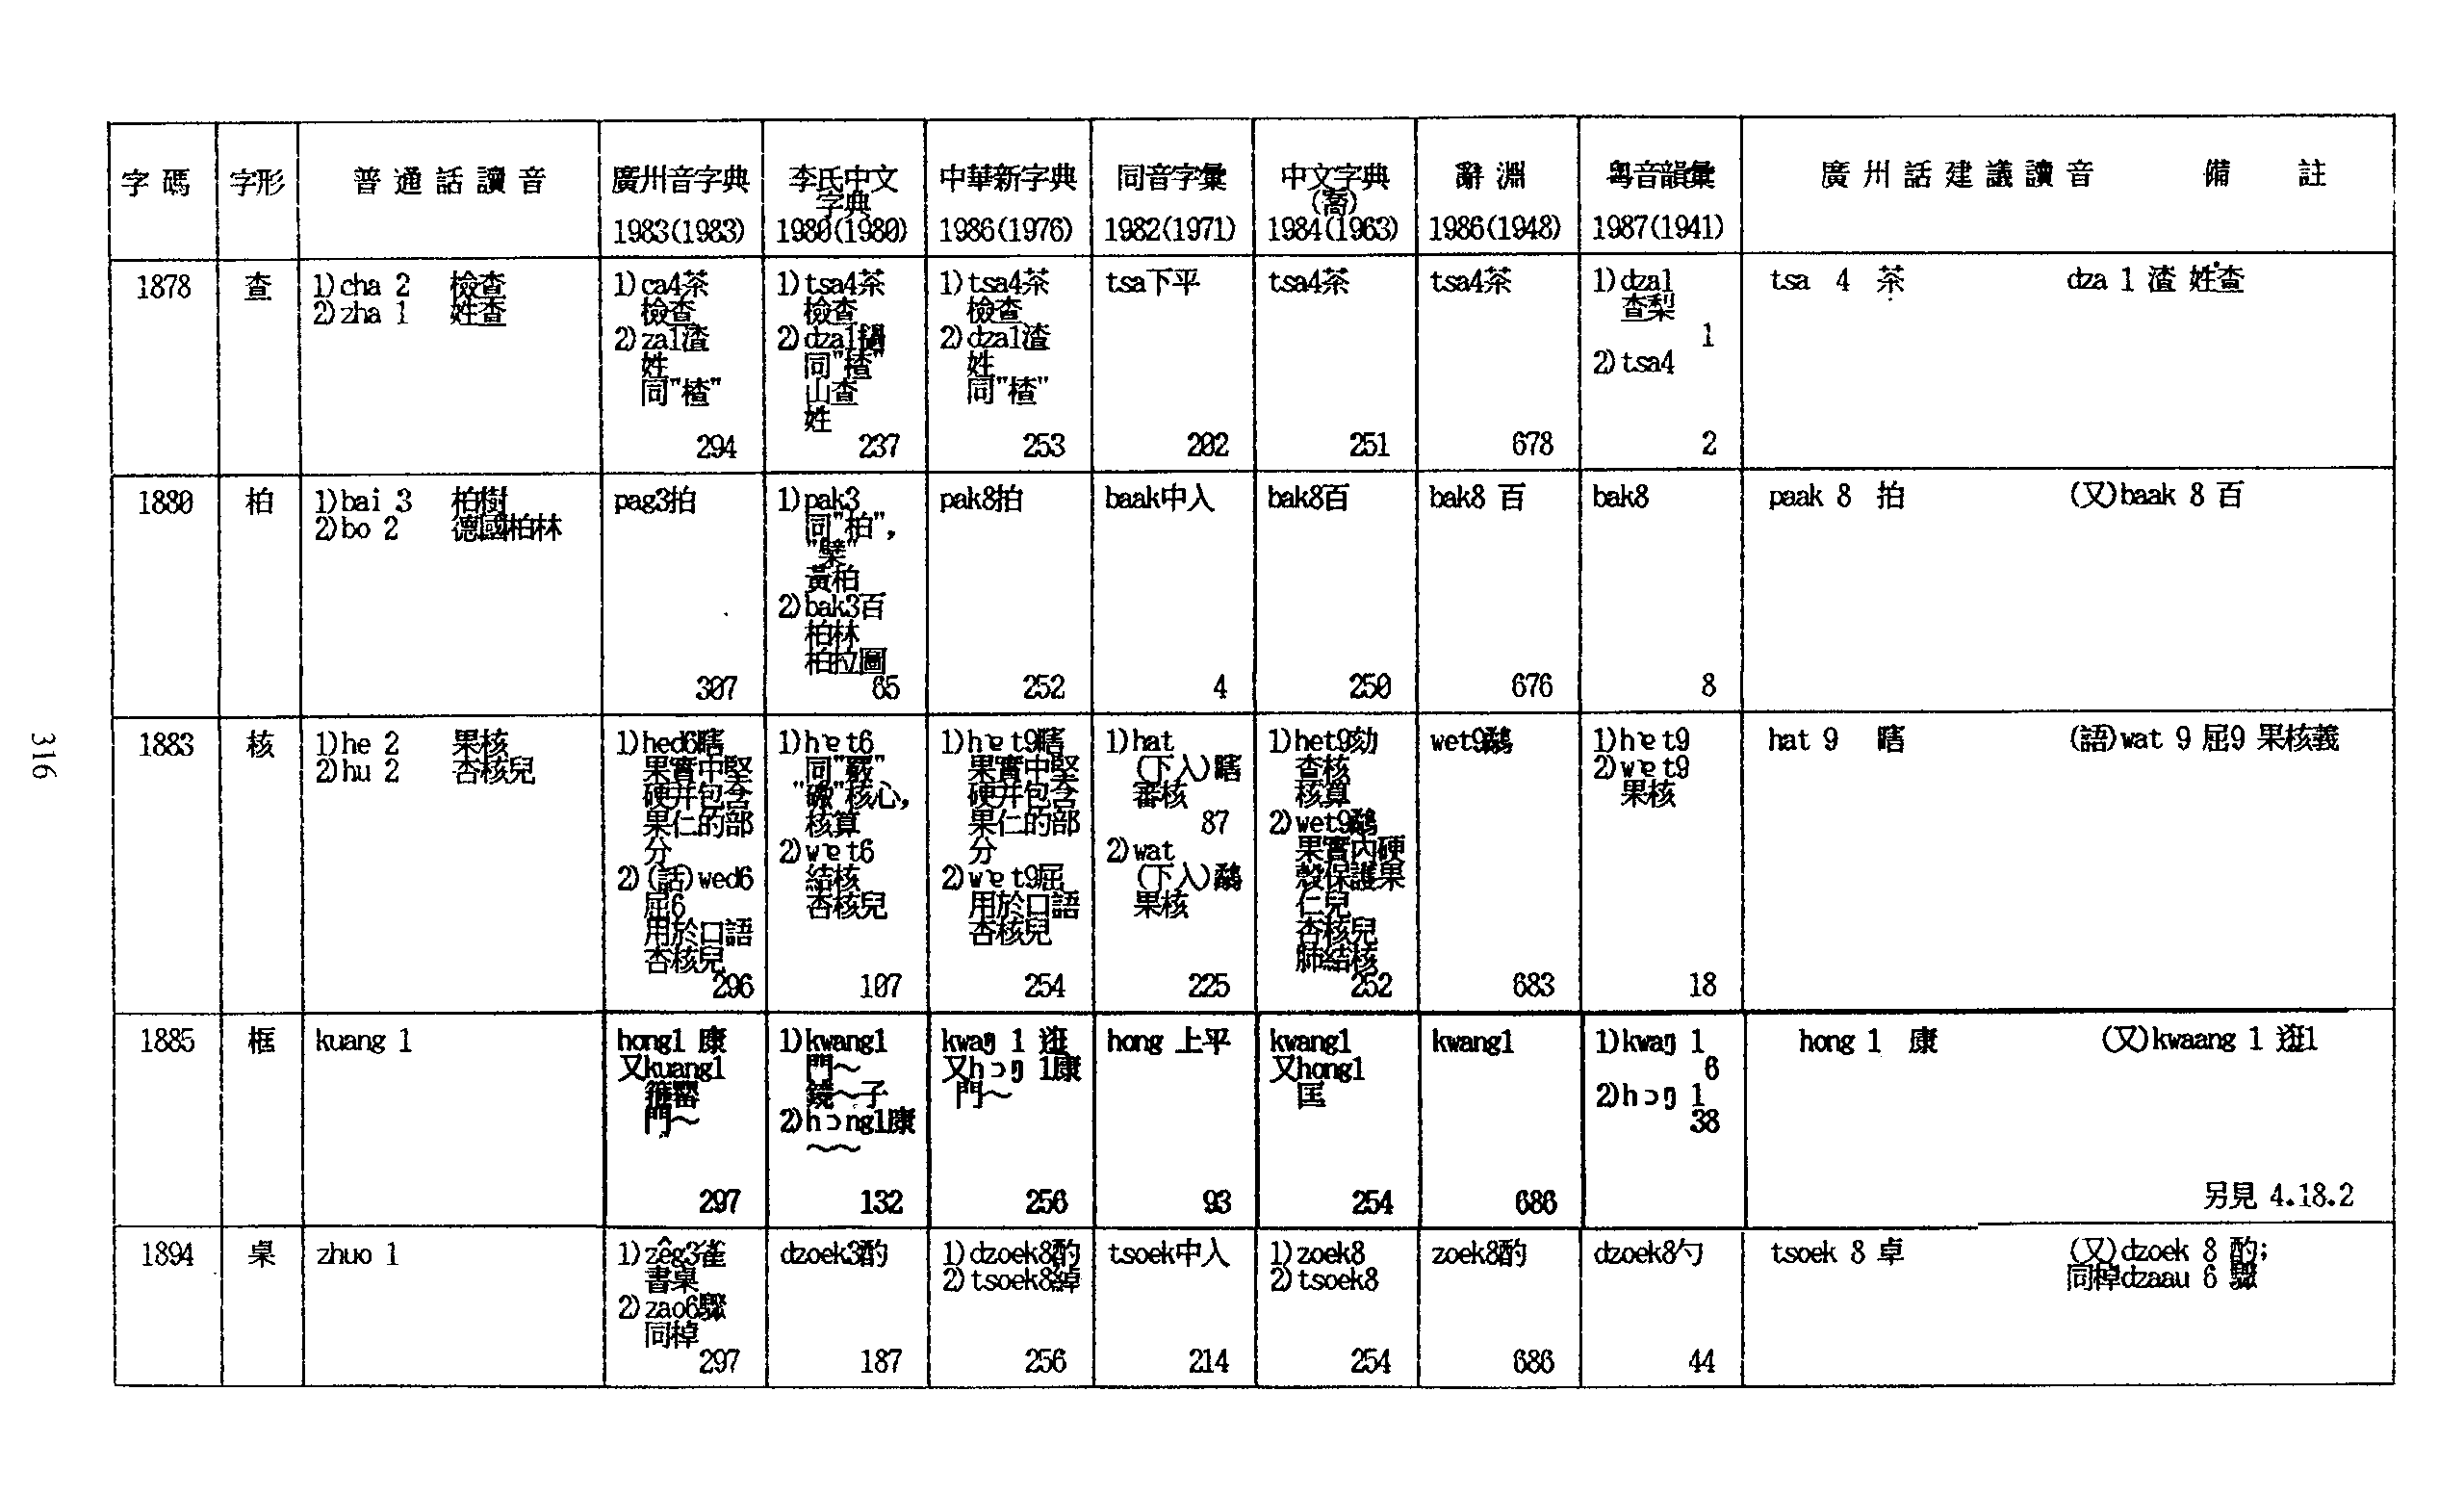 字碼 字形 普通話讀音 廣州音字典 李氏中文字典 中華新字典 同音字彙 中文字典(喬) 辭淵 粵音韻彙 廣州話建議讀音 備註
1983(1983) 1980(1980) 1986(1976) 1982(1971) 1984(1963) 1986(1948) 1987(1941)
1878
查
1)cha 2 檢查
2)zha 1 姓查
1)ca4茶
檢查
2)za1渣
姓
同"楂"
294
1)tsa4茶
檢查
2)dza1
同"楂"
山查
姓
237
1)tsa4茶
檢查
2)dza1渣
姓
同"楂"
253
tsa下平
202
tsa4茶
251
tsa4茶
678
1)dza1
查梨
1
2)tsa4
2
tsa 4 茶
dza 1 渣 姓查
1880
柏
1)bai 3 柏樹
2)bo 2 德國柏林
pag3拍
307
1)pak3
同"柏",
"檗"
黃柏
2)bak3百
柏林
柏拉圖
65
pak8拍
252
baak中入
4
bak8百
250
bak8 百
676
bak8
8
paak 8 拍
(又)baak 8 百
1883
核
1)he 2 果核
2)hu 2 杏核兒
1)hed6瞎
果實中堅
硬并包含
果仁的部
分
2)(話)wed6
屈6
用於口語
杏核兒
296
1)hɐt6
同"覈"
核心,
核算
2)wɐt6
結核
杏核兒
107
1)hɐt9瞎
果實中堅
硬并包含
果仁的部
分
2)wɐt9屈
用於口語
杏核兒
254
1)hat
(下入)瞎
審核
87
2)wat
(下入)鷸
果核
225
1)het9劾
查核
核算
2)wet9鷸
果實內硬
殼保護果
仁兒
杏核兒
肺結核
252
wet9鷸
683
1)hɐt9
2)wɐt9
果核
18
hat 9 瞎
(語)wat 9 屈9 果核義
1885
框
kuang 1
hong1 康
又kuang1
門～
297
1)kwang1
門～
鏡～子
2)hɔng1康
～～
132
kwaŋ 1 逛
又hɔŋ 1康
門～
256
hong 上平
93
kwang1
又hong1
匡
254
kwang1
686
1)kwaŋ 1
6
2)hɔŋ 1
38
hong 1 康
(又)kwaang 1 逛1
另見 4.18.2
1894
桌
zhuo 1
1)zêg3雀
書桌
2)zao6驟
同棹
297
dzoek3酌
187
1)dzoek8酌
2)tsoek8綽
256
tsoek中入
214
1)zoek8
2)tsoek8
254
zoek8酌
686
dzoek8勺
44
tsoek 8 卓
(又)dzoek 8 酌;
同棹dzaau 6 驟
316